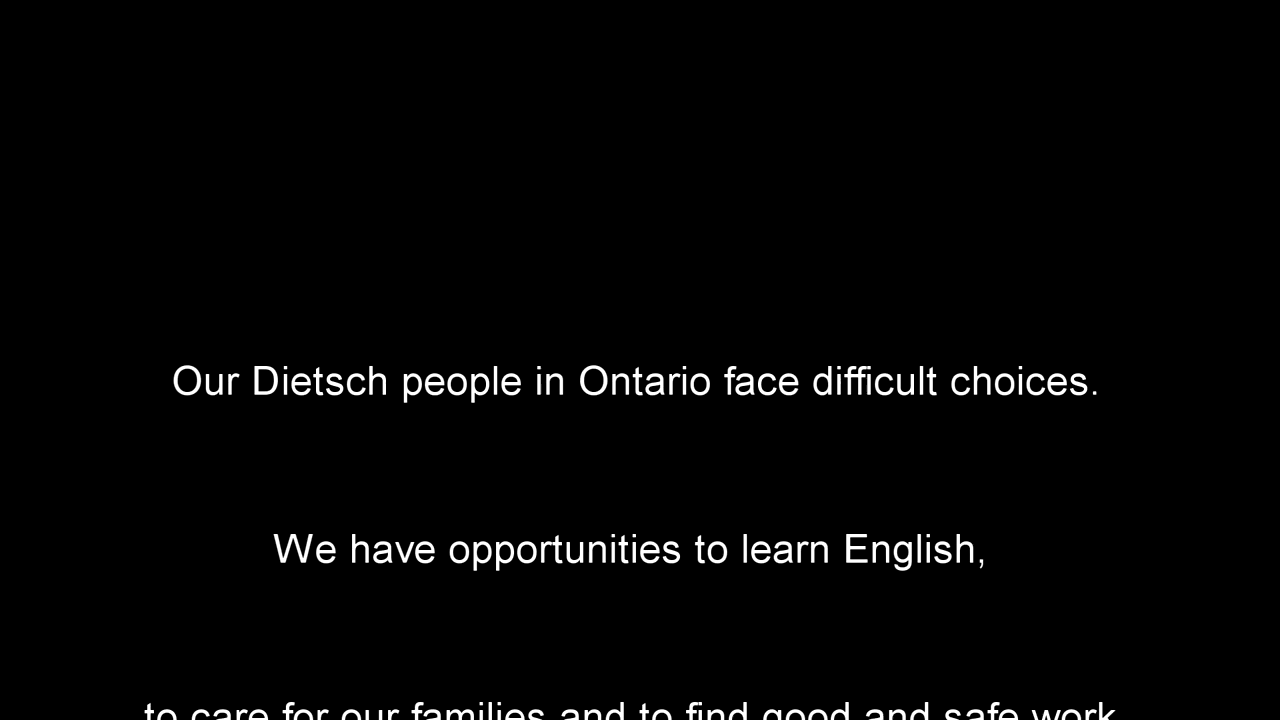 Our Dietsch people in Ontario face difficult choices.
We have opportunities to learn English,
to care for our families and to find good and safe work